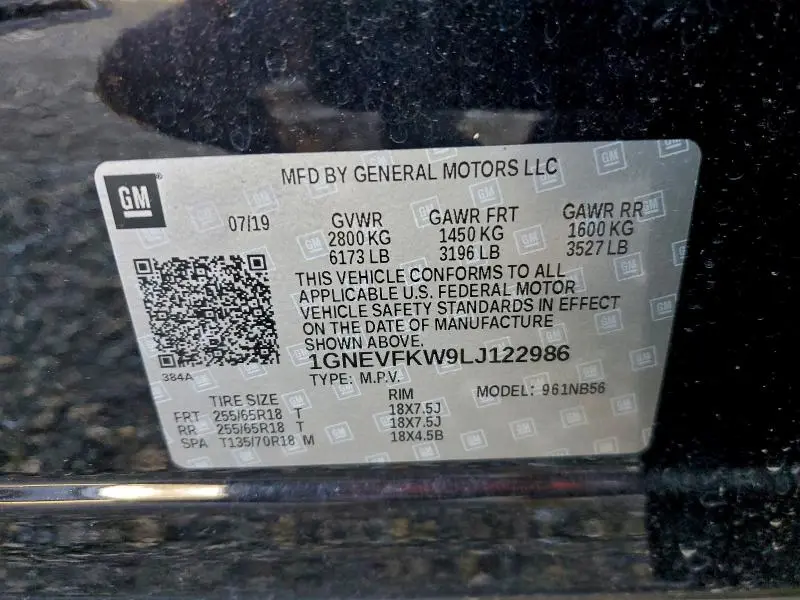 MFD BY GENERAL MOTORS LLC
GM
07/19 GVWR GAWR FRT GAWR RR
2800 KG 1450 KG 1600 KG
6173 LB 3196 LB 3527 LB
THIS VEHICLE CONFORMS TO ALL
APPLICABLE U.S. FEDERAL MOTOR
VEHICLE SAFETY STANDARDS IN EFFECT
ON THE DATE OF MANUFACTURE
SHOWN ABOVE.
1GNEVFKW9LJ122986
384A
TYPE: M.P.V. MODEL: 961NB56
TIRE SIZE RIM
FRT 255/65R18 T 18X7.5J
RR 255/65R18 T 18X7.5J
SPA T135/70R18 M 18X4.5B